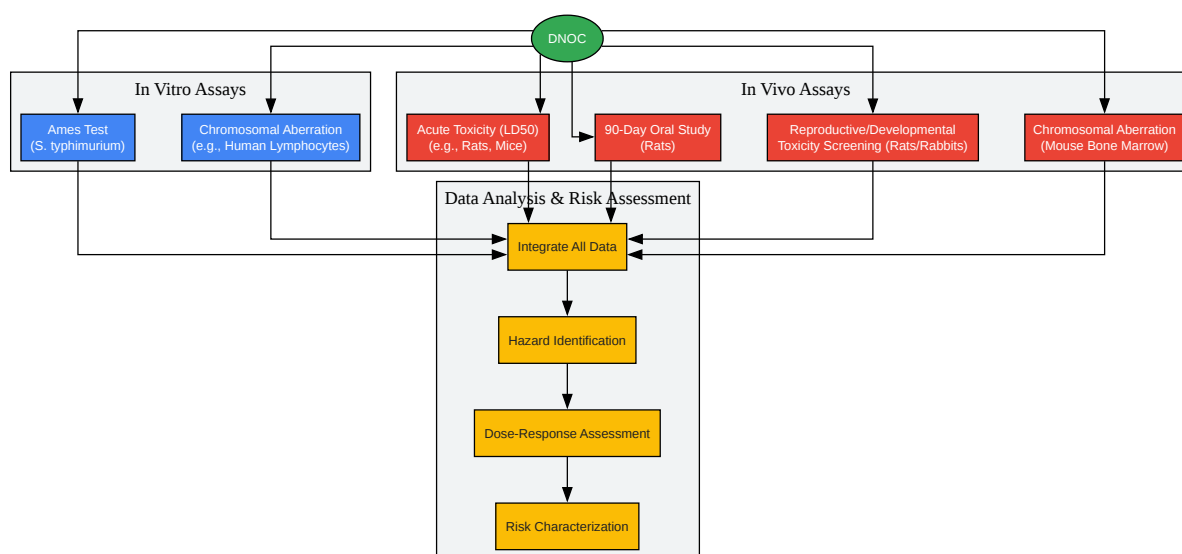 DNOC
In Vitro Assays
In Vivo Assays
Ames Test
(S. typhimurium)
Chromosomal Aberration
(e.g., Human Lymphocytes)
Acute Toxicity (LD50)
(e.g., Rats, Mice)
90-Day Oral Study
(Rats)
Reproductive/Developmental
Toxicity Screening (Rats/Rabbits)
Chromosomal Aberration
(Mouse Bone Marrow)
Data Analysis & Risk Assessment
Integrate All Data
Hazard Identification
Dose-Response Assessment
Risk Characterization